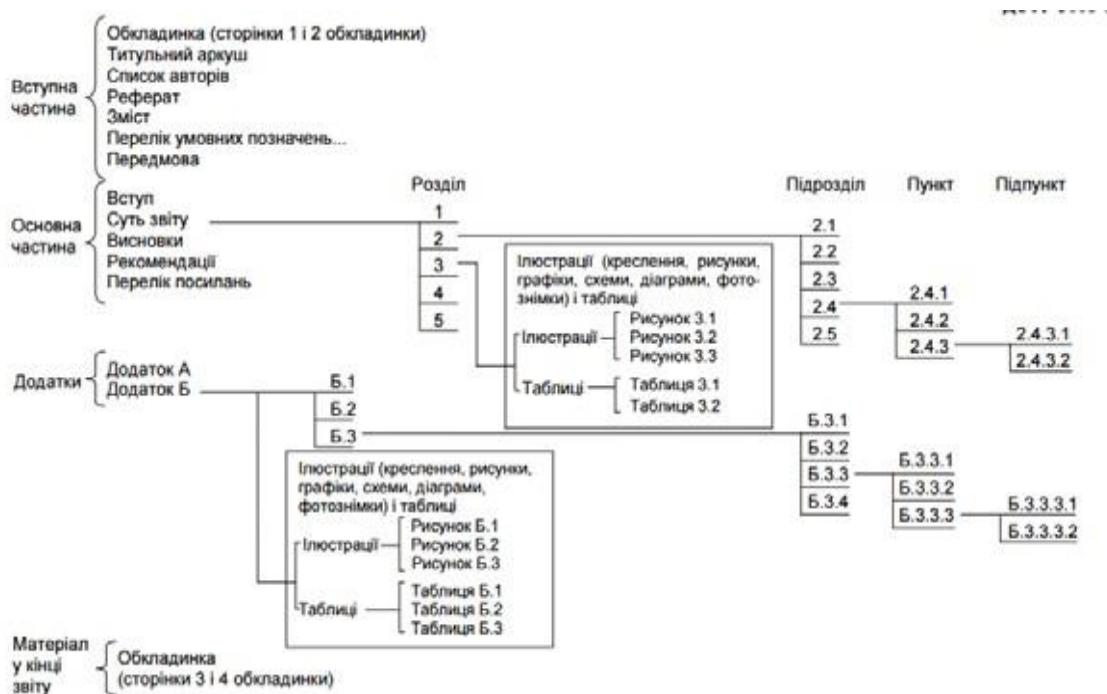 Вступна
частина
Обкладинка (сторінки 1 і 2 обкладинки)
Титульний аркуш
Список авторів
Реферат
Зміст
Перелік умовних позначень...
Передмова
Розділ
Підрозділ
Пункт
Підпункт
Основна
частина
Вступ
Суть звіту
Висновки
Рекомендації
Перелік посилань
1
2
3
4
5
2.1
2.2
2.3
2.4
2.5
2.4.1
2.4.2
2.4.3
2.4.3.1
2.4.3.2
Ілюстрації (креслення, рисунки,
графіки, схеми, діаграми, фото-
знімки) і таблиці
Ілюстрації
Рисунок 3.1
Рисунок 3.2
Рисунок 3.3
Таблиці
Таблиця 3.1
Таблиця 3.2
Додатки
Додаток А
Додаток Б
Б.1
Б.2
Б.3
Б.3.1
Б.3.2
Б.3.3
Б.3.4
Б.3.3.1
Б.3.3.2
Б.3.3.3
Б.3.3.3.1
Б.3.3.3.2
Ілюстрації (креслення, рисунки,
графіки, схеми, діаграми,
фотознімки) і таблиці
Ілюстрації
Рисунок Б.1
Рисунок Б.2
Рисунок Б.3
Таблиці
Таблиця Б.1
Таблиця Б.2
Таблиця Б.3
Матеріал
у кінці
звіту
Обкладинка
(сторінки 3 і 4 обкладинки)